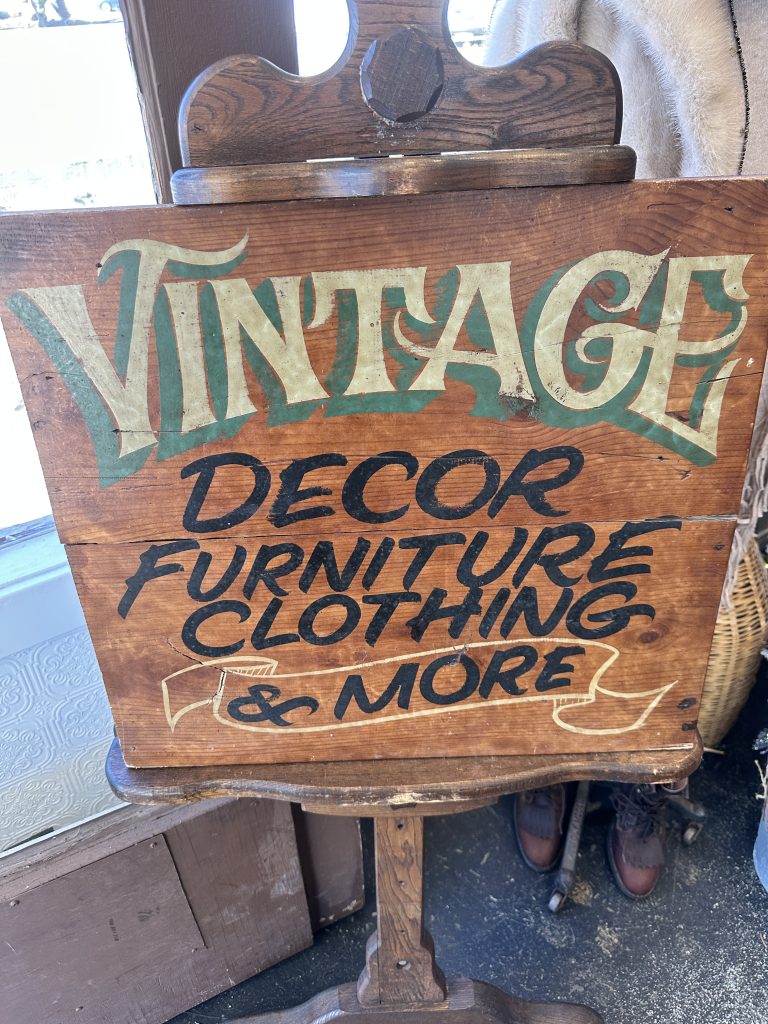 VINTAGE
DECOR
FURNITURE
CLOTHING
& MORE